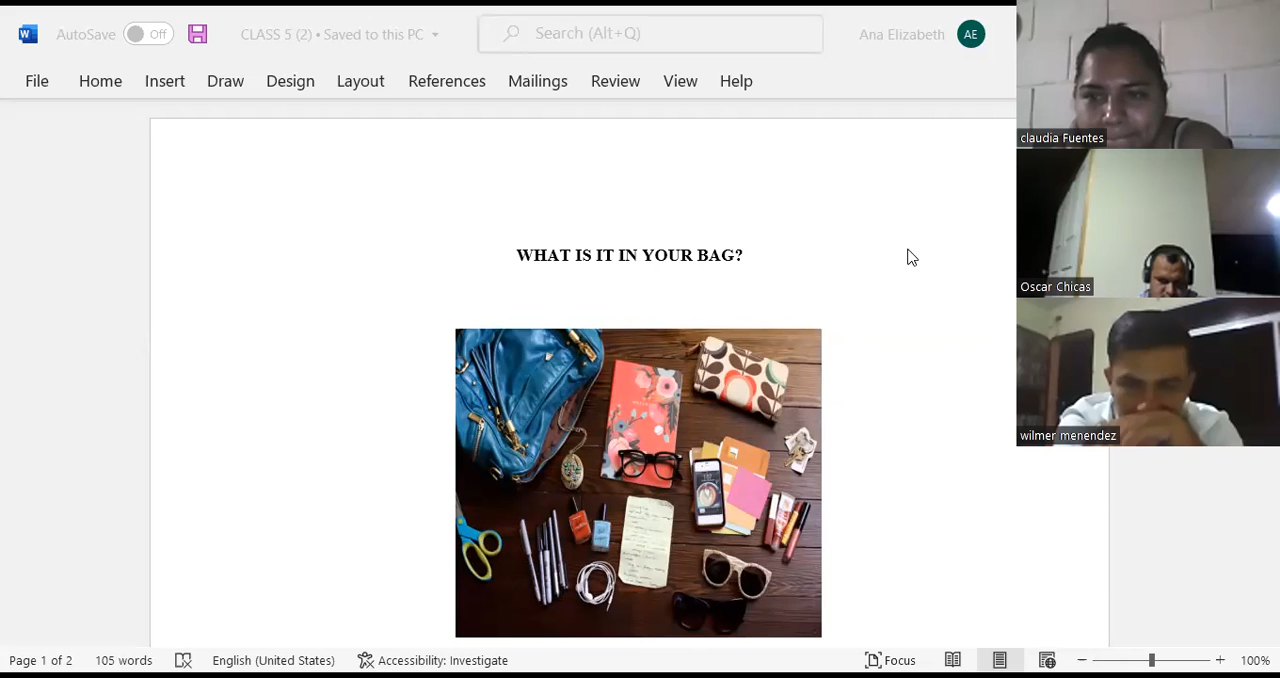 W AutoSave Off CLASS 5 (2) • Saved to this PC Search (Alt+Q) Ana Elizabeth AE
File Home Insert Draw Design Layout References Mailings Review View Help
claudia Fuentes
WHAT IS IT IN YOUR BAG?
Oscar Chicas
wilmer menendez
Page 1 of 2 105 words English (United States) Accessibility: Investigate Focus 100%